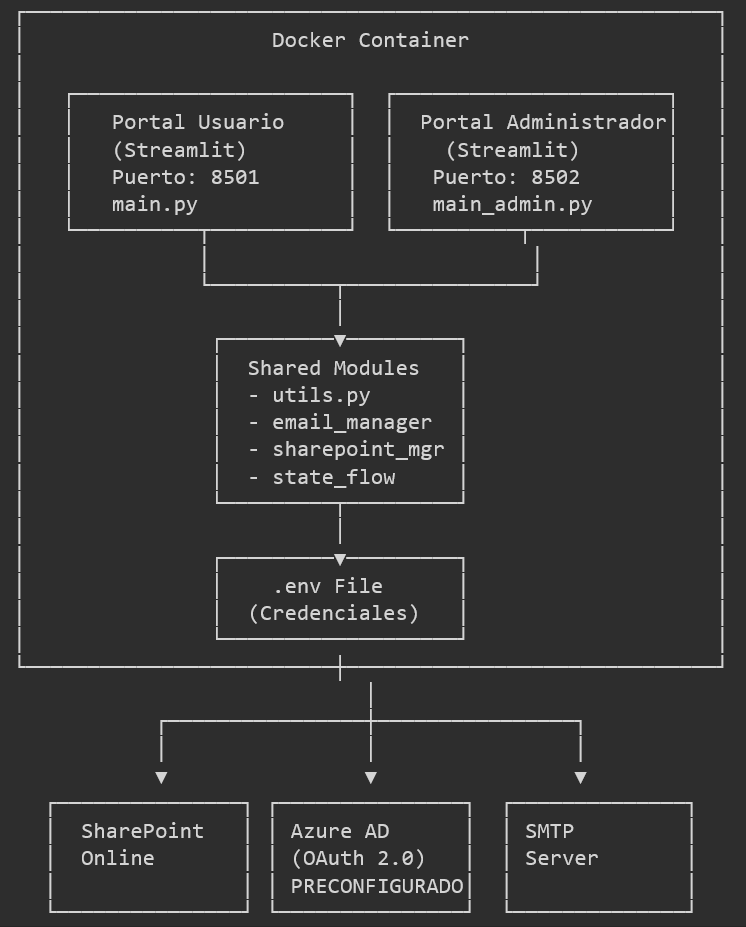 Docker Container
Portal Usuario
(Streamlit)
Puerto: 8501
main.py
Portal Administrador
(Streamlit)
Puerto: 8502
main_admin.py
Shared Modules
- utils.py
- email_manager
- sharepoint_mgr
- state_flow
.env File
(Credenciales)
SharePoint
Online
Azure AD
(OAuth 2.0)
PRECONFIGURADO
SMTP
Server